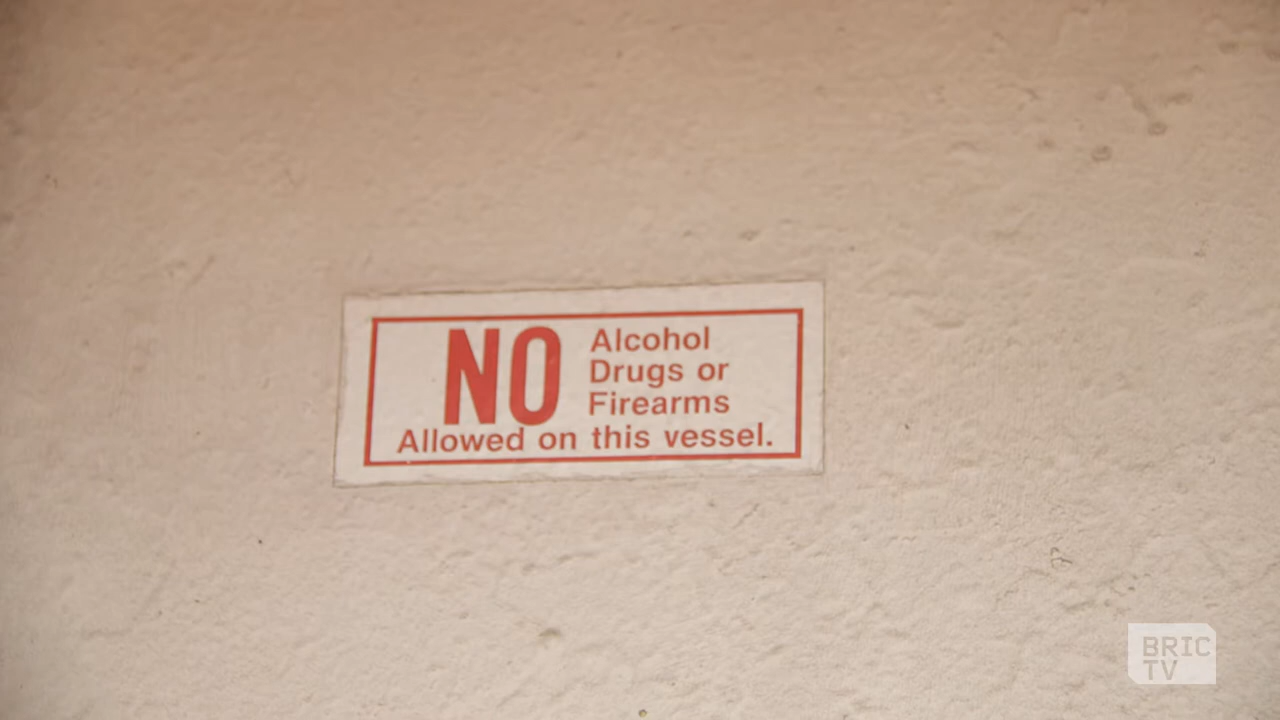 NO Alcohol
Drugs or
Firearms
Allowed on this vessel.
BRIC
TV